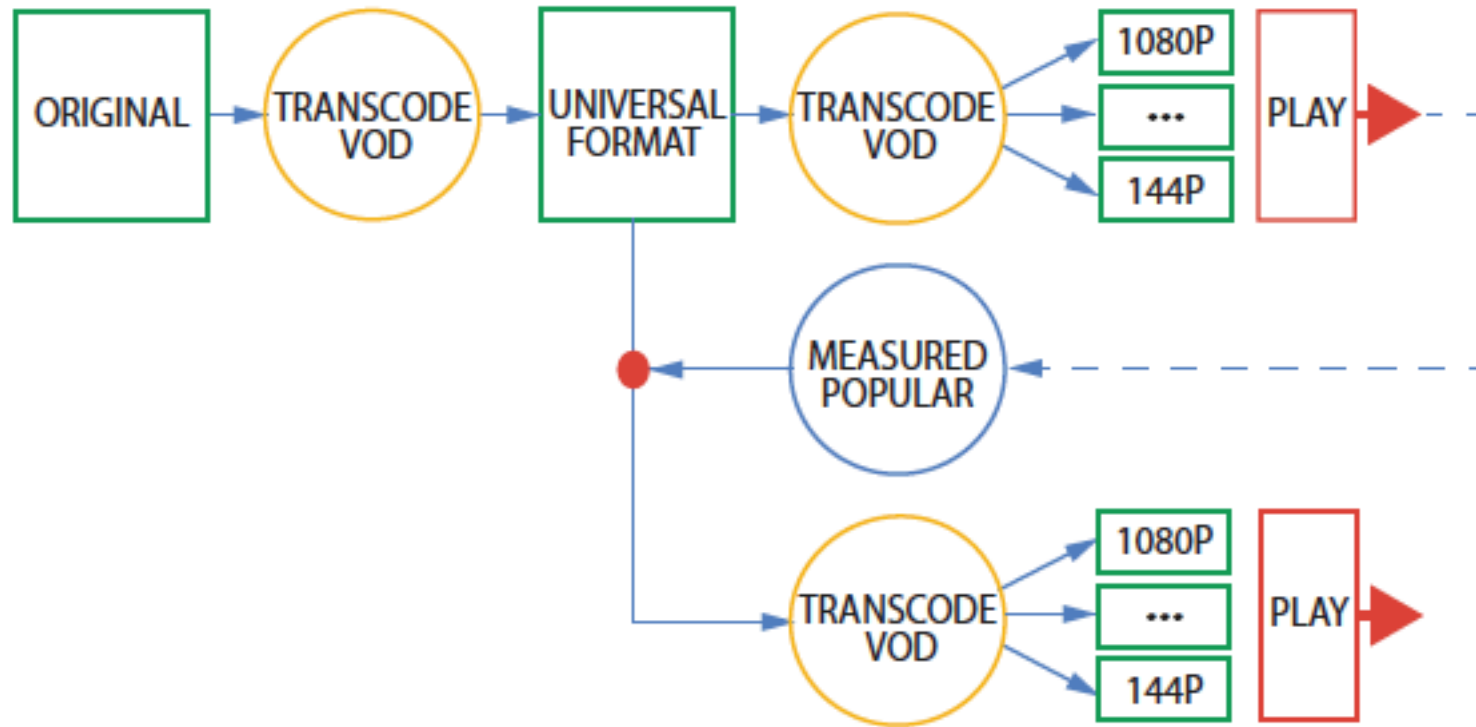 ORIGINAL
TRANSCODE
VOD
UNIVERSAL
FORMAT
TRANSCODE
VOD
1080P
...
144P
PLAY
MEASURED
POPULAR
TRANSCODE
VOD
1080P
...
144P
PLAY